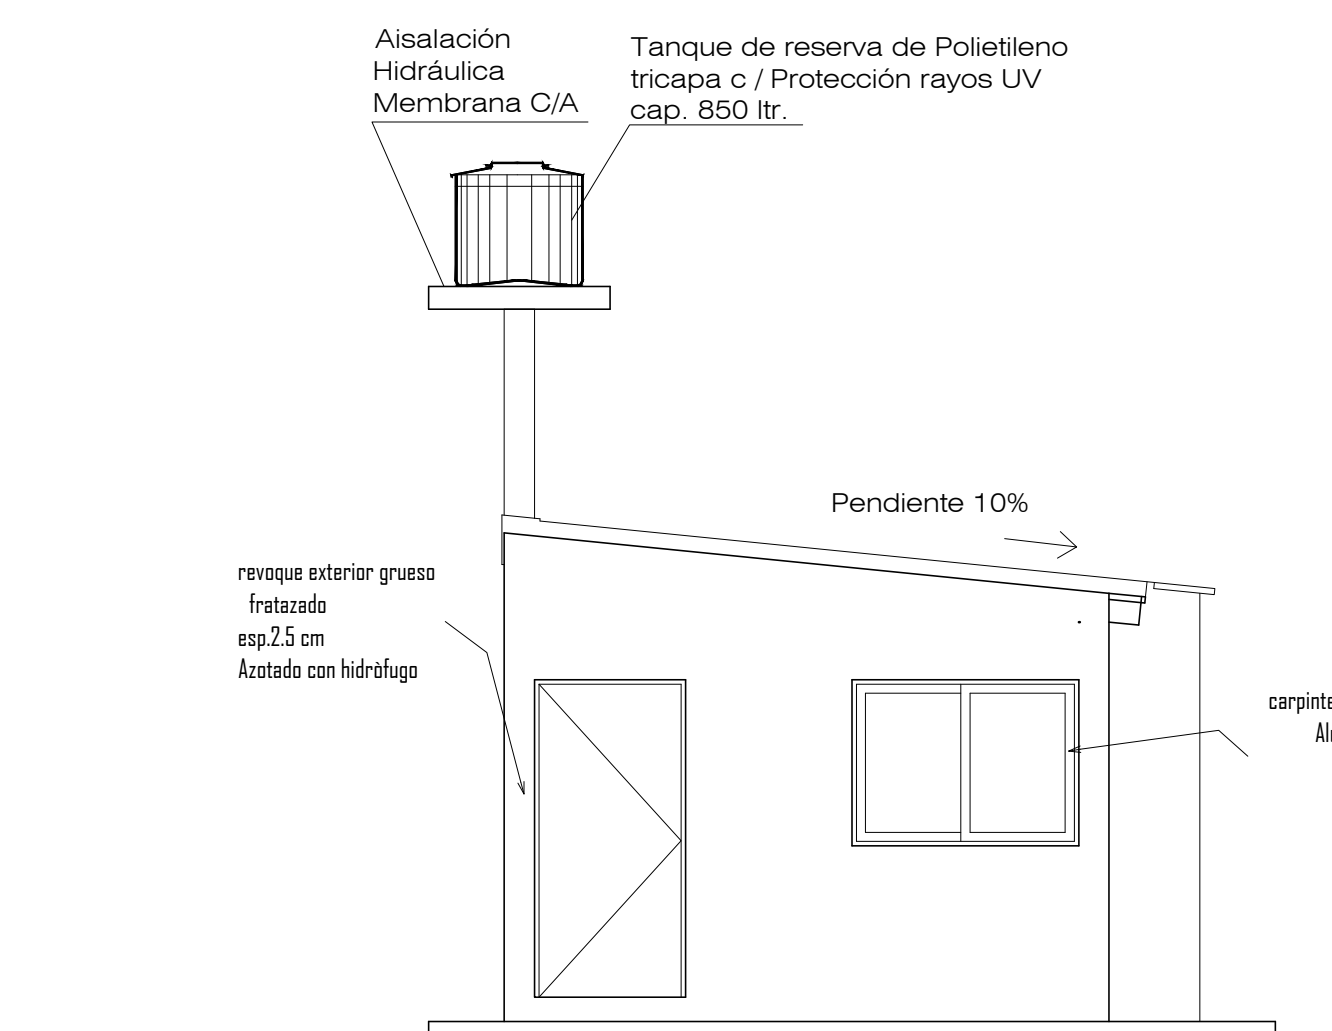 Aisalación
Hidráulica
Membrana C/A
Tanque de reserva de Polietileno
tricapa c / Protección rayos UV
cap. 850 ltr.
Pendiente 10%
revoque exterior grueso
fratazado
esp.2.5 cm
Azotado con hidròfugo